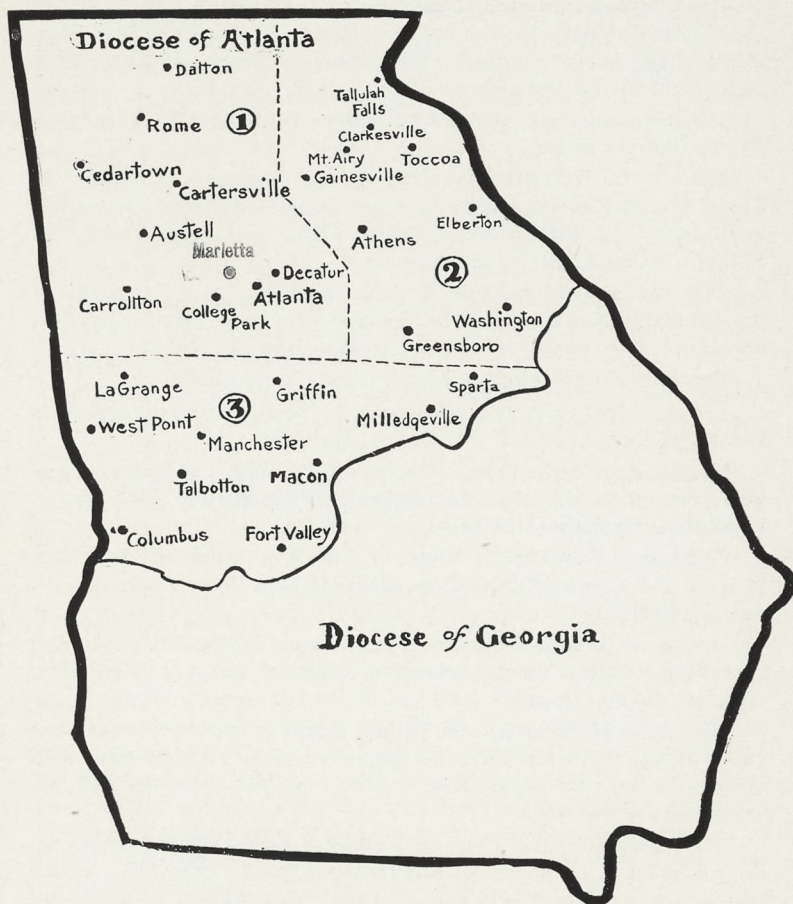 Diocese of Atlanta
Dalton
Rome
1
Cedartown
Cartersville
Austell
Marietta
Decatur
Atlanta
Carrollton
College
Park
Tallulah
Falls
Clarkesville
Mt. Airy
Toccoa
Gainesville
Elberton
Athens
2
Washington
Greensboro
LaGrange
3
Griffin
Sparta
West Point
Milledgeville
Manchester
Talbotton
Macon
Columbus
Fort Valley
Diocese of Georgia